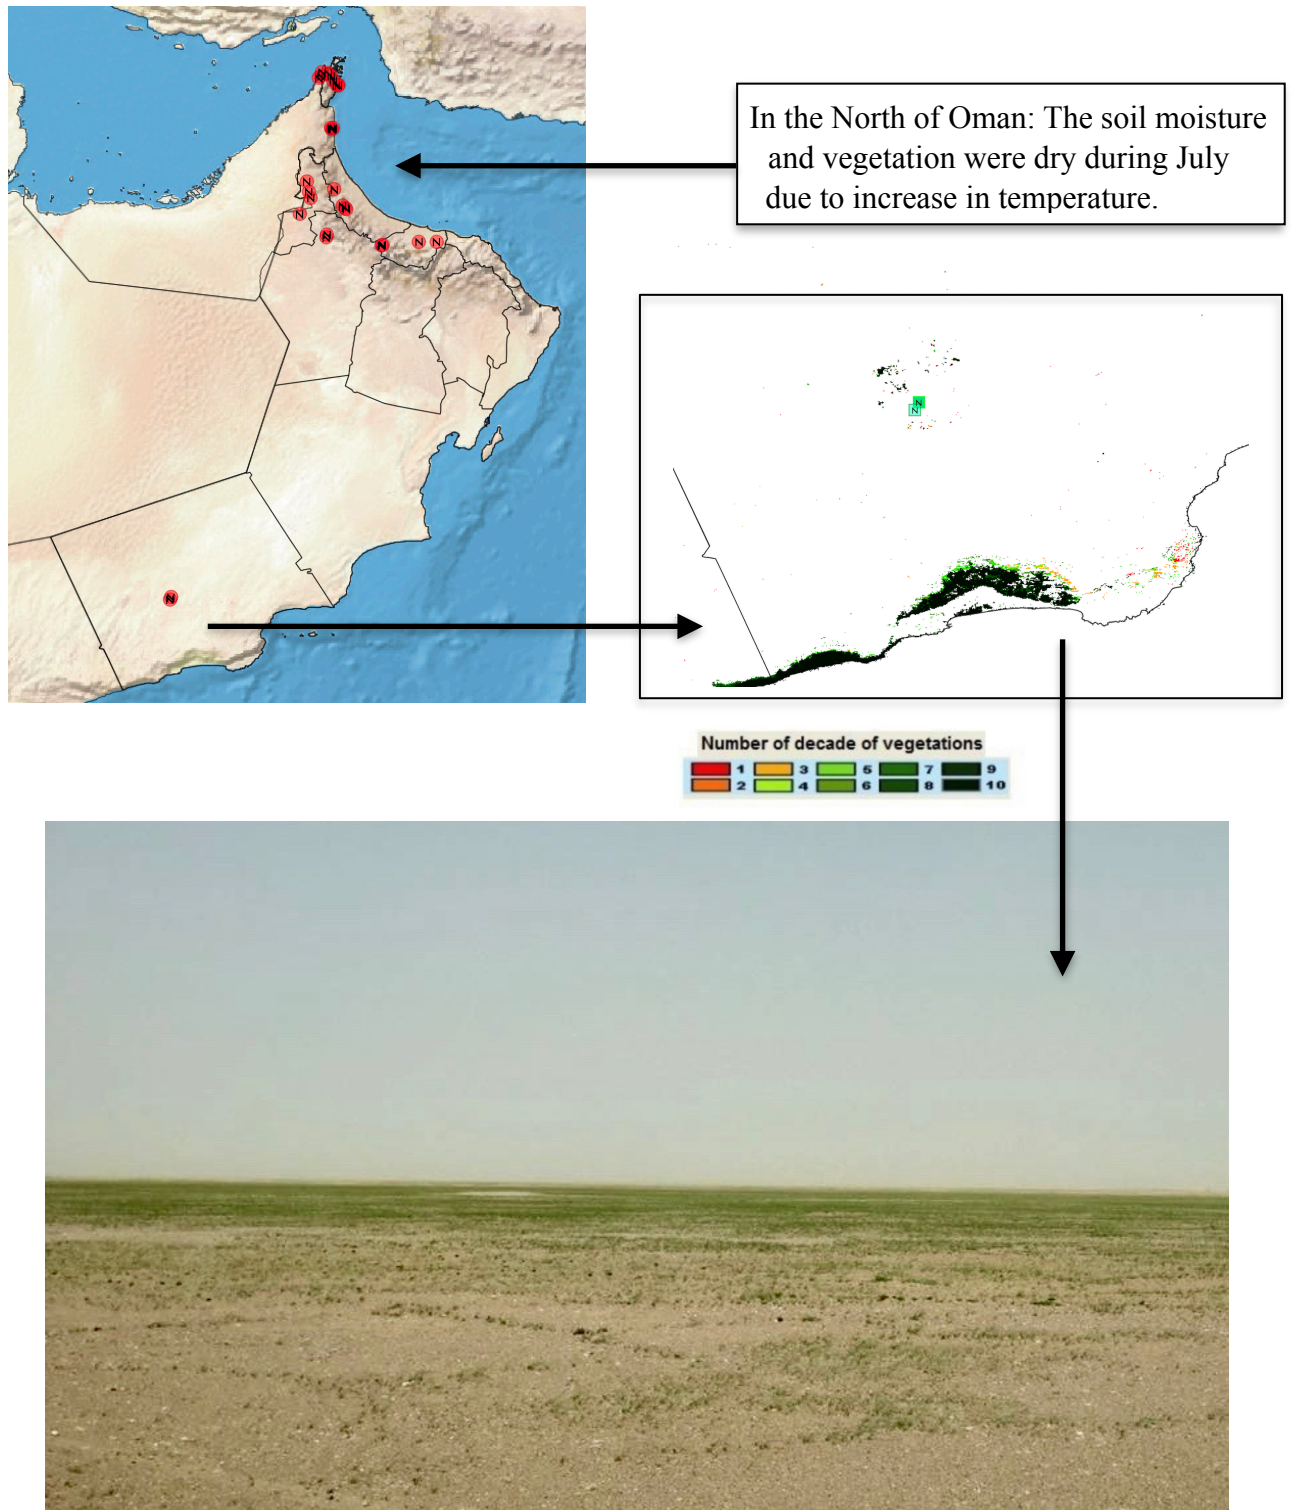 In the North of Oman: The soil moisture
and vegetation were dry during July
due to increase in temperature.
Number of decade of vegetations
1 3 5 7 9
2 4 6 8 10